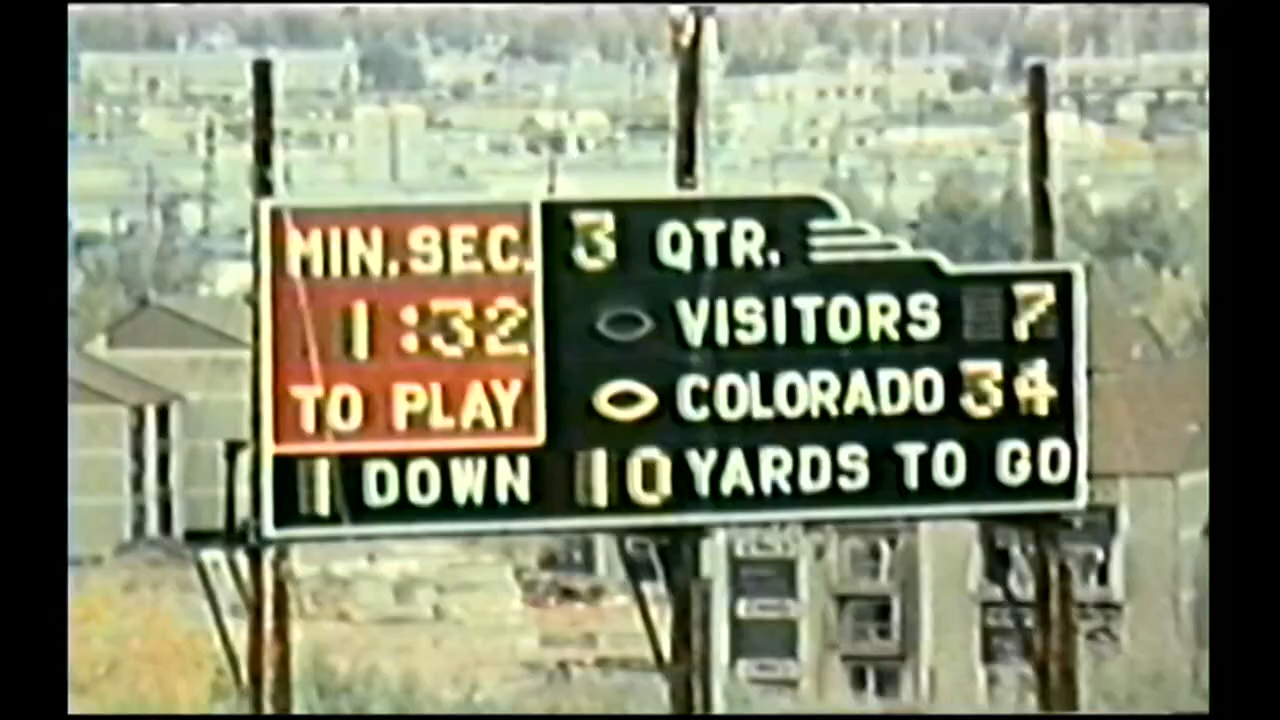 MIN.SEC.
1:32
TO PLAY
3 QTR.
VISITORS 7
COLORADO 34
1 DOWN 10 YARDS TO GO